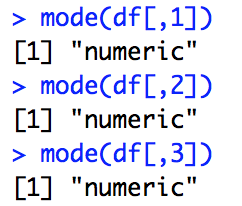 > mode(df[,1])
[1] "numeric"
> mode(df[,2])
[1] "numeric"
> mode(df[,3])
[1] "numeric"